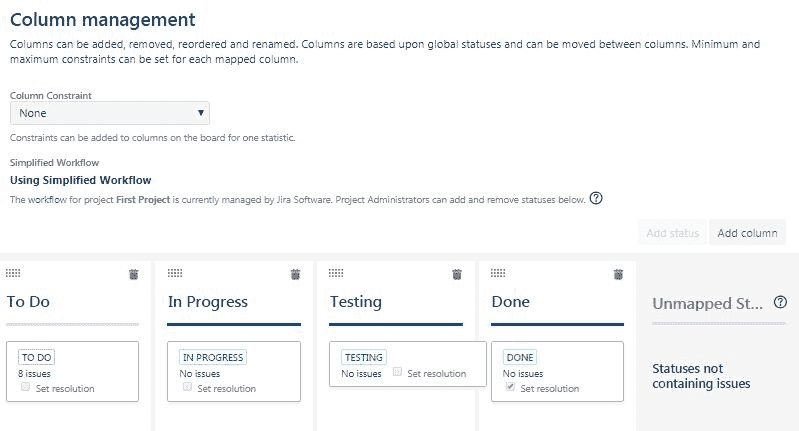 Column management
Columns can be added, removed, reordered and renamed. Columns are based upon global statuses and can be moved between columns. Minimum and
maximum constraints can be set for each mapped column.
Column Constraint
None
Constraints can be added to columns on the board for one statistic.
Simplified Workflow
Using Simplified Workflow
The workflow for project First Project is currently managed by Jira Software. Project Administrators can add and remove statuses below. ?
Add status Add column
To Do In Progress Testing Done Unmapped St... ?
TO DO IN PROGRESS TESTING DONE
8 issues No issues No issues Set resolution No issues
Set resolution Set resolution Set resolution
Statuses not
containing issues